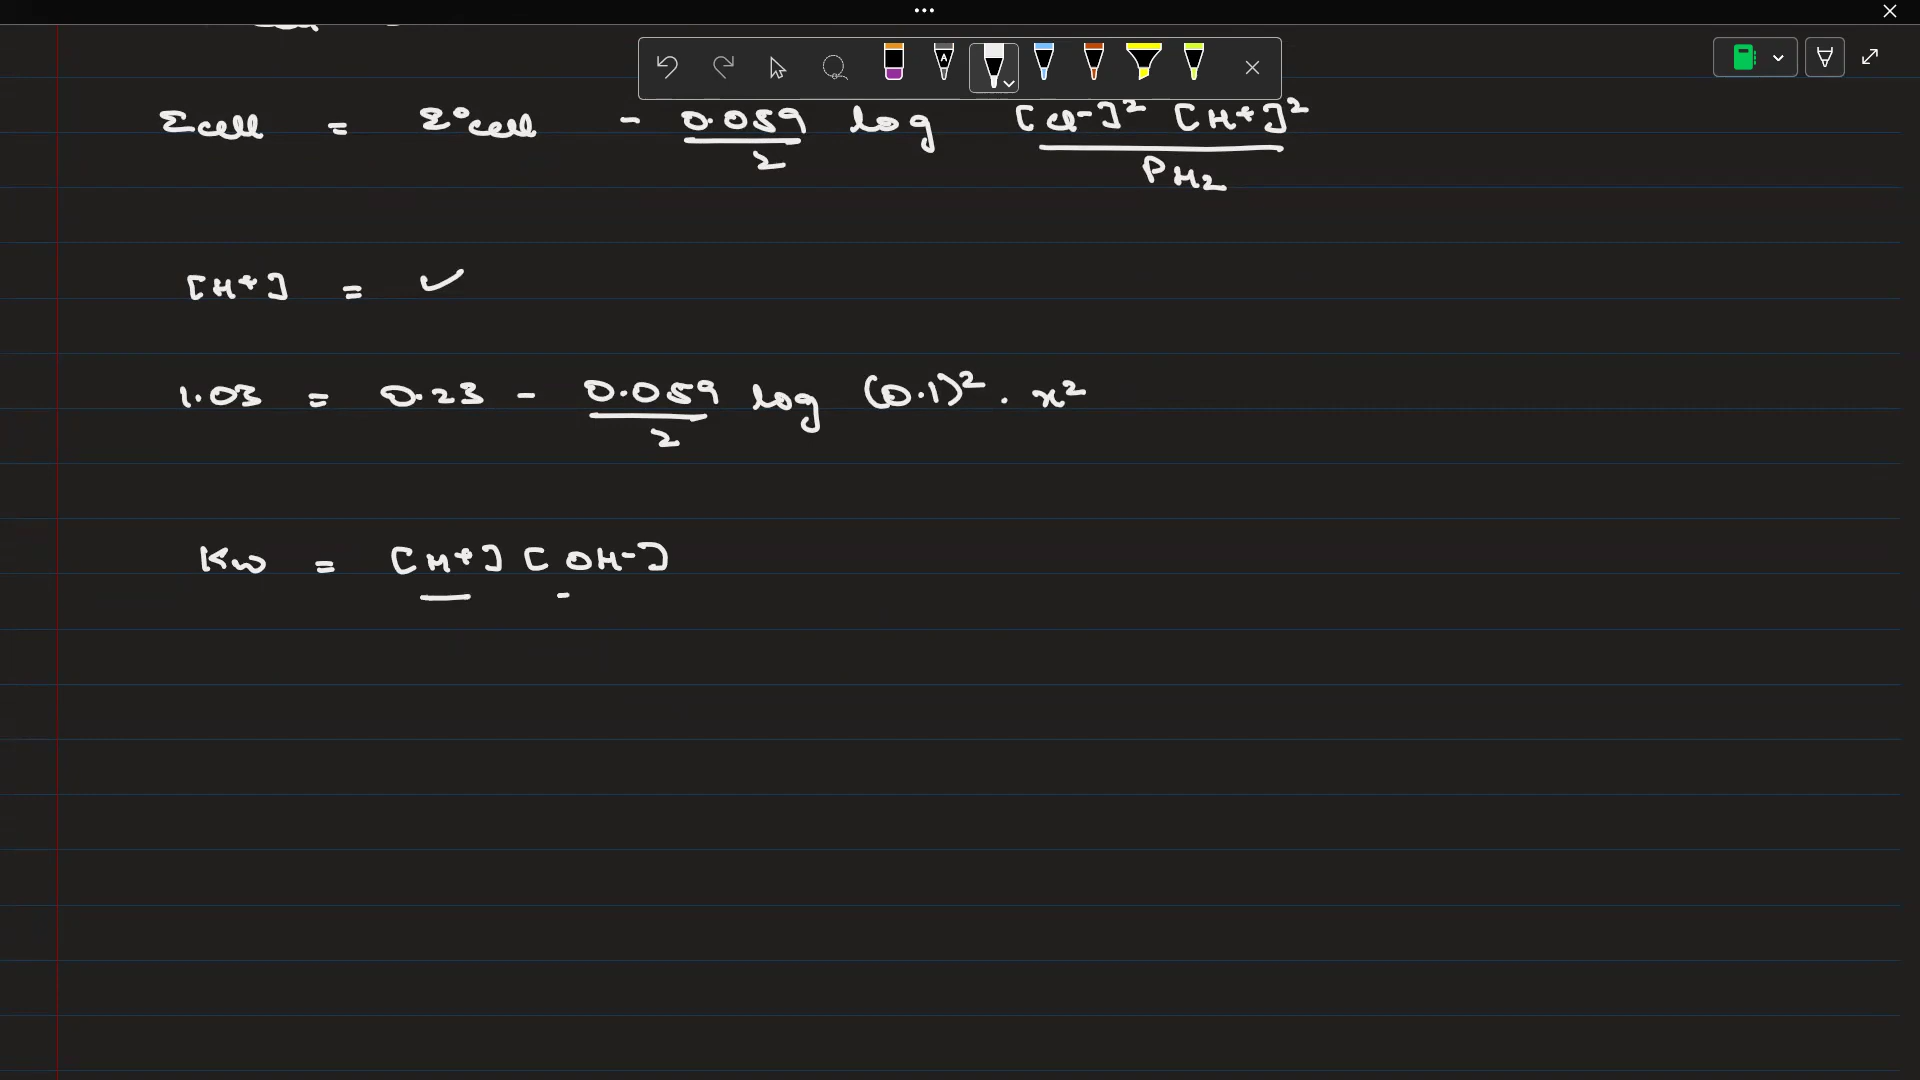 Ecell = E°cell - 0.059/2 log [Cl-]² [H+]² / PH2
[H+] = ✓
1.03 = 0.23 - 0.059/2 log (0.1)² . x²
Kw = [H+] [OH-]